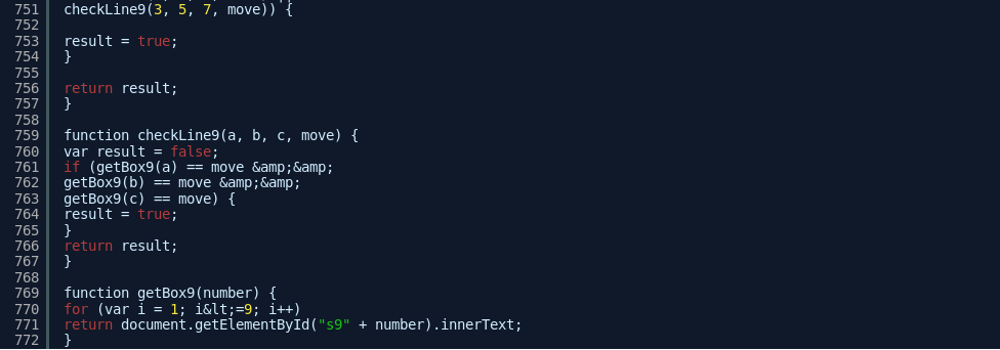 751 checkLine9(3, 5, 7, move)) {
752
753 result = true;
754 }
755
756 return result;
757 }
758
759 function checkLine9(a, b, c, move) {
760 var result = false;
761 if (getBox9(a) == move &amp;&amp;
762 getBox9(b) == move &amp;&amp;
763 getBox9(c) == move) {
764 result = true;
765 }
766 return result;
767 }
768
769 function getBox9(number) {
770 for (var i = 1; i&lt;=9; i++)
771 return document.getElementById("s9" + number).innerText;
772 }